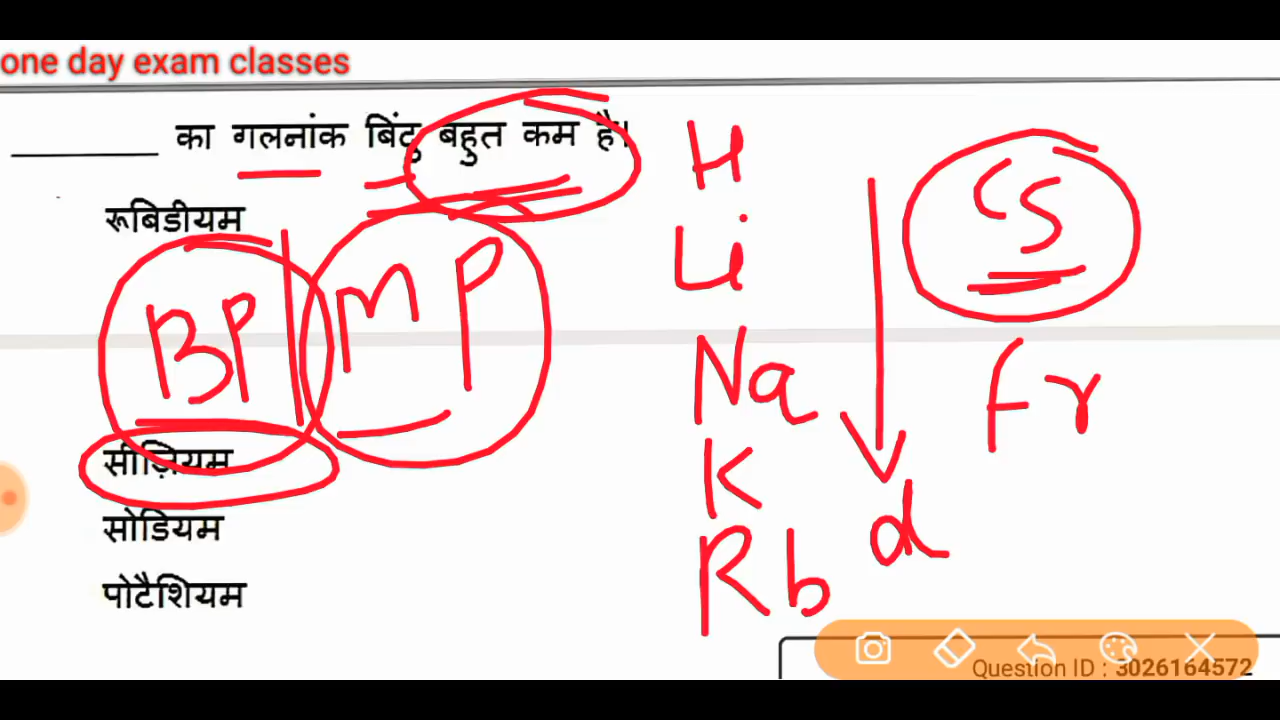 one day exam classes
_________ का गलनांक बिंदु बहुत कम है।
रूबिडीयम
BP | MP
सीज़ियम
सोडियम
पोटैशियम
H
Li
Na
K
Rb
d
CS
Fr
Question ID : 3026164572